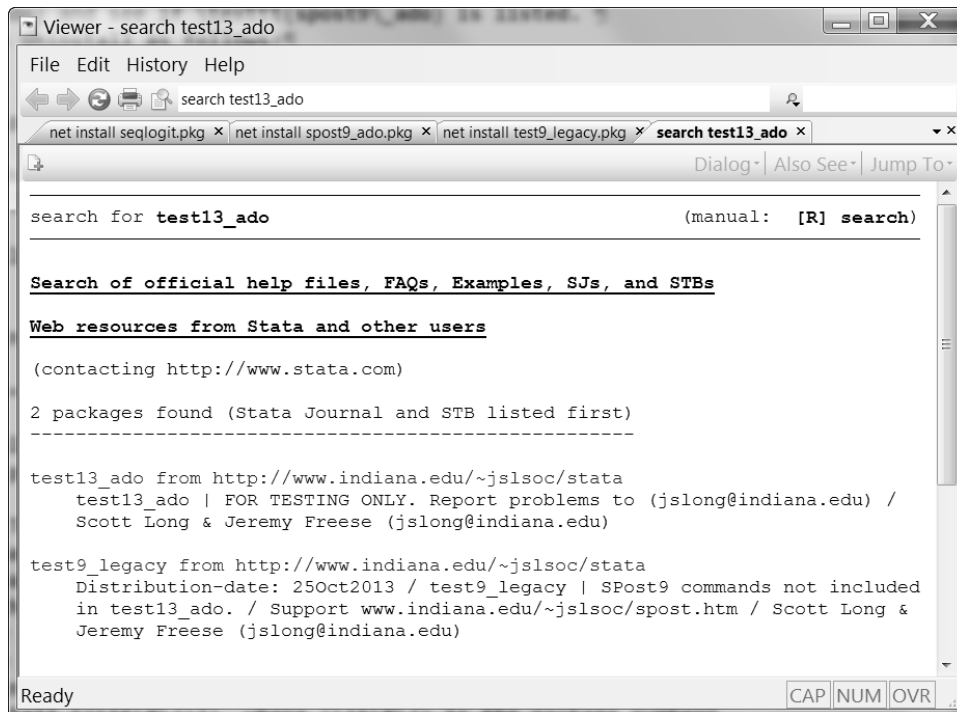 Viewer - search test13_ado
File Edit History Help
search test13_ado
net install seqlogit.pkg × net install spost9_ado.pkg × net install test9_legacy.pkg × search test13_ado ×
Dialog Also See Jump To
search for test13_ado (manual: [R] search)
Search of official help files, FAQs, Examples, SJs, and STBs
Web resources from Stata and other users
(contacting http://www.stata.com)
2 packages found (Stata Journal and STB listed first)
-----------------------------------------------------
test13_ado from http://www.indiana.edu/~jslsoc/stata
test13_ado | FOR TESTING ONLY. Report problems to (jslong@indiana.edu) /
Scott Long & Jeremy Freese (jslong@indiana.edu)
test9_legacy from http://www.indiana.edu/~jslsoc/stata
Distribution-date: 25Oct2013 / test9_legacy | SPost9 commands not included
in test13_ado. / Support www.indiana.edu/~jslsoc/spost.htm / Scott Long &
Jeremy Freese (jslong@indiana.edu)
Ready CAP NUM OVR